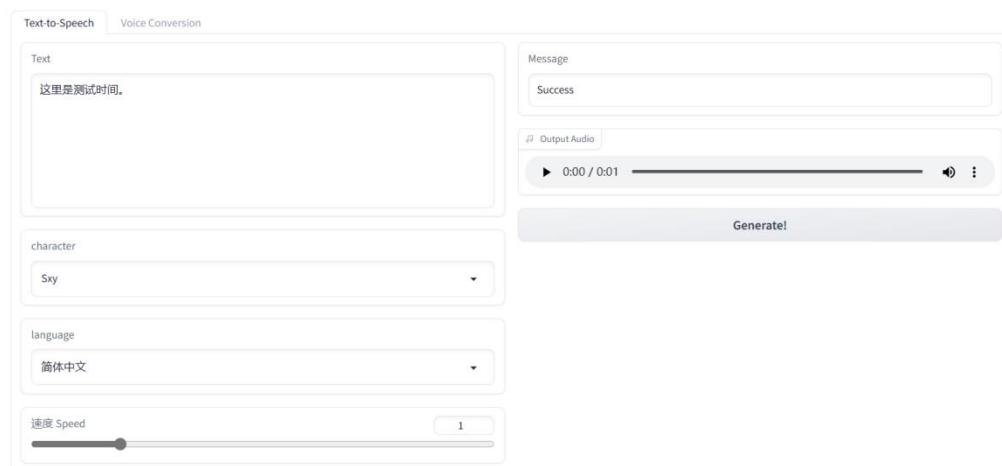 Text-to-Speech
Voice Conversion
Text
这里是测试时间。
character
Sxy
language
简体中文
速度 Speed
1
Message
Success
Output Audio
0:00 / 0:01
Generate!